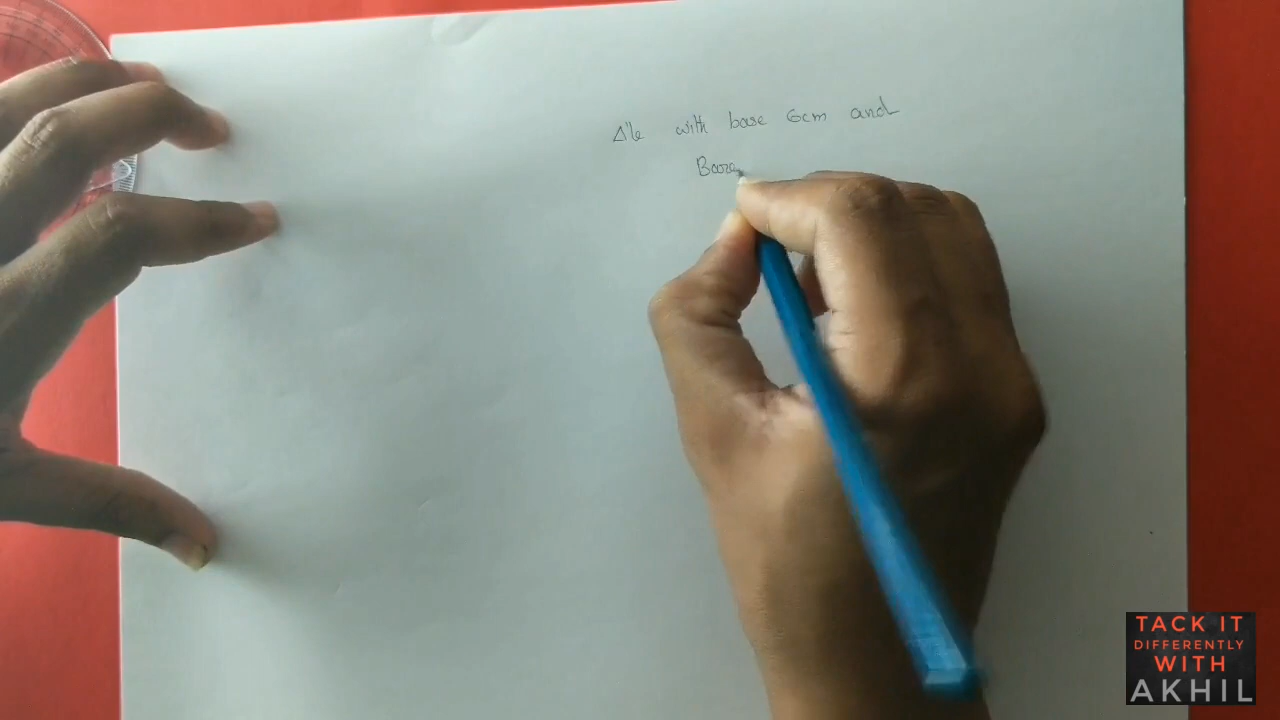 Δ'le with base 6cm and
TACK IT
DIFFERENTLY
WITH
AKHIL